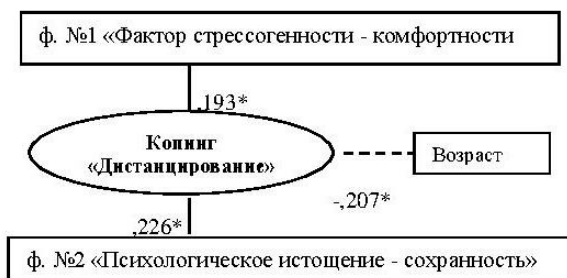 ф. №1 «Фактор стрессогенности - комфортности
,193*
Копинг
«Дистанцирование»
Возраст
-,207*
,226*
ф. №2 «Психологическое истощение - сохранность»